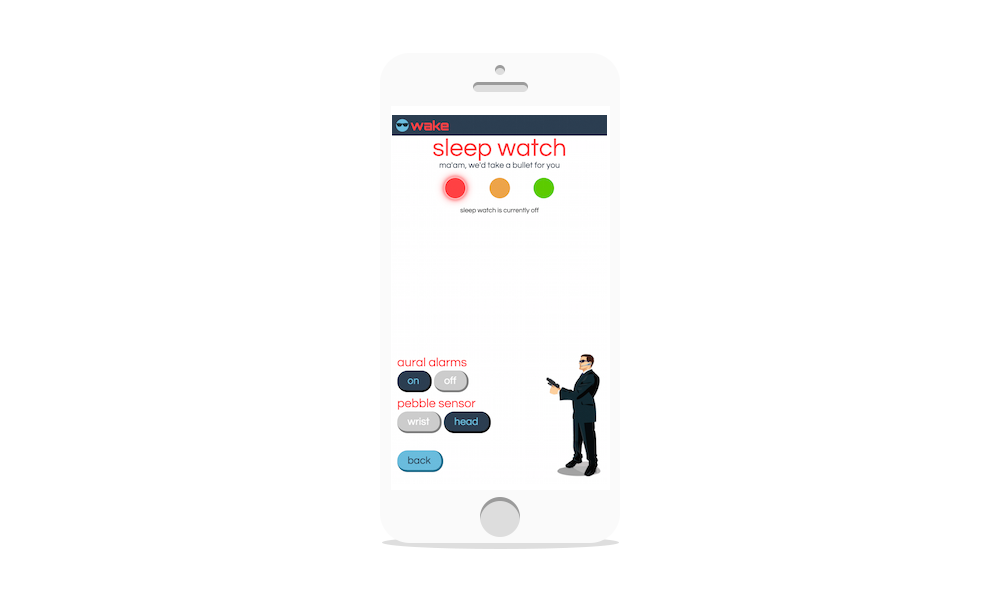 wake
sleep watch
ma'am, we'd take a bullet for you
sleep watch is currently off
aural alarms
on off
pebble sensor
wrist head
back